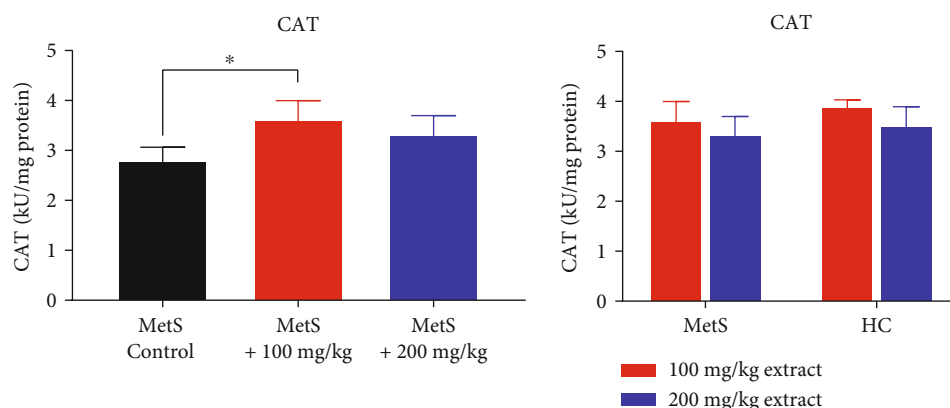 CAT
CAT (kU/mg protein)
5
4
3
2
1
0
*
MetS
Control
MetS
+ 100 mg/kg
MetS
+ 200 mg/kg
CAT
CAT (kU/mg protein)
5
4
3
2
1
0
MetS
HC
100 mg/kg extract
200 mg/kg extract